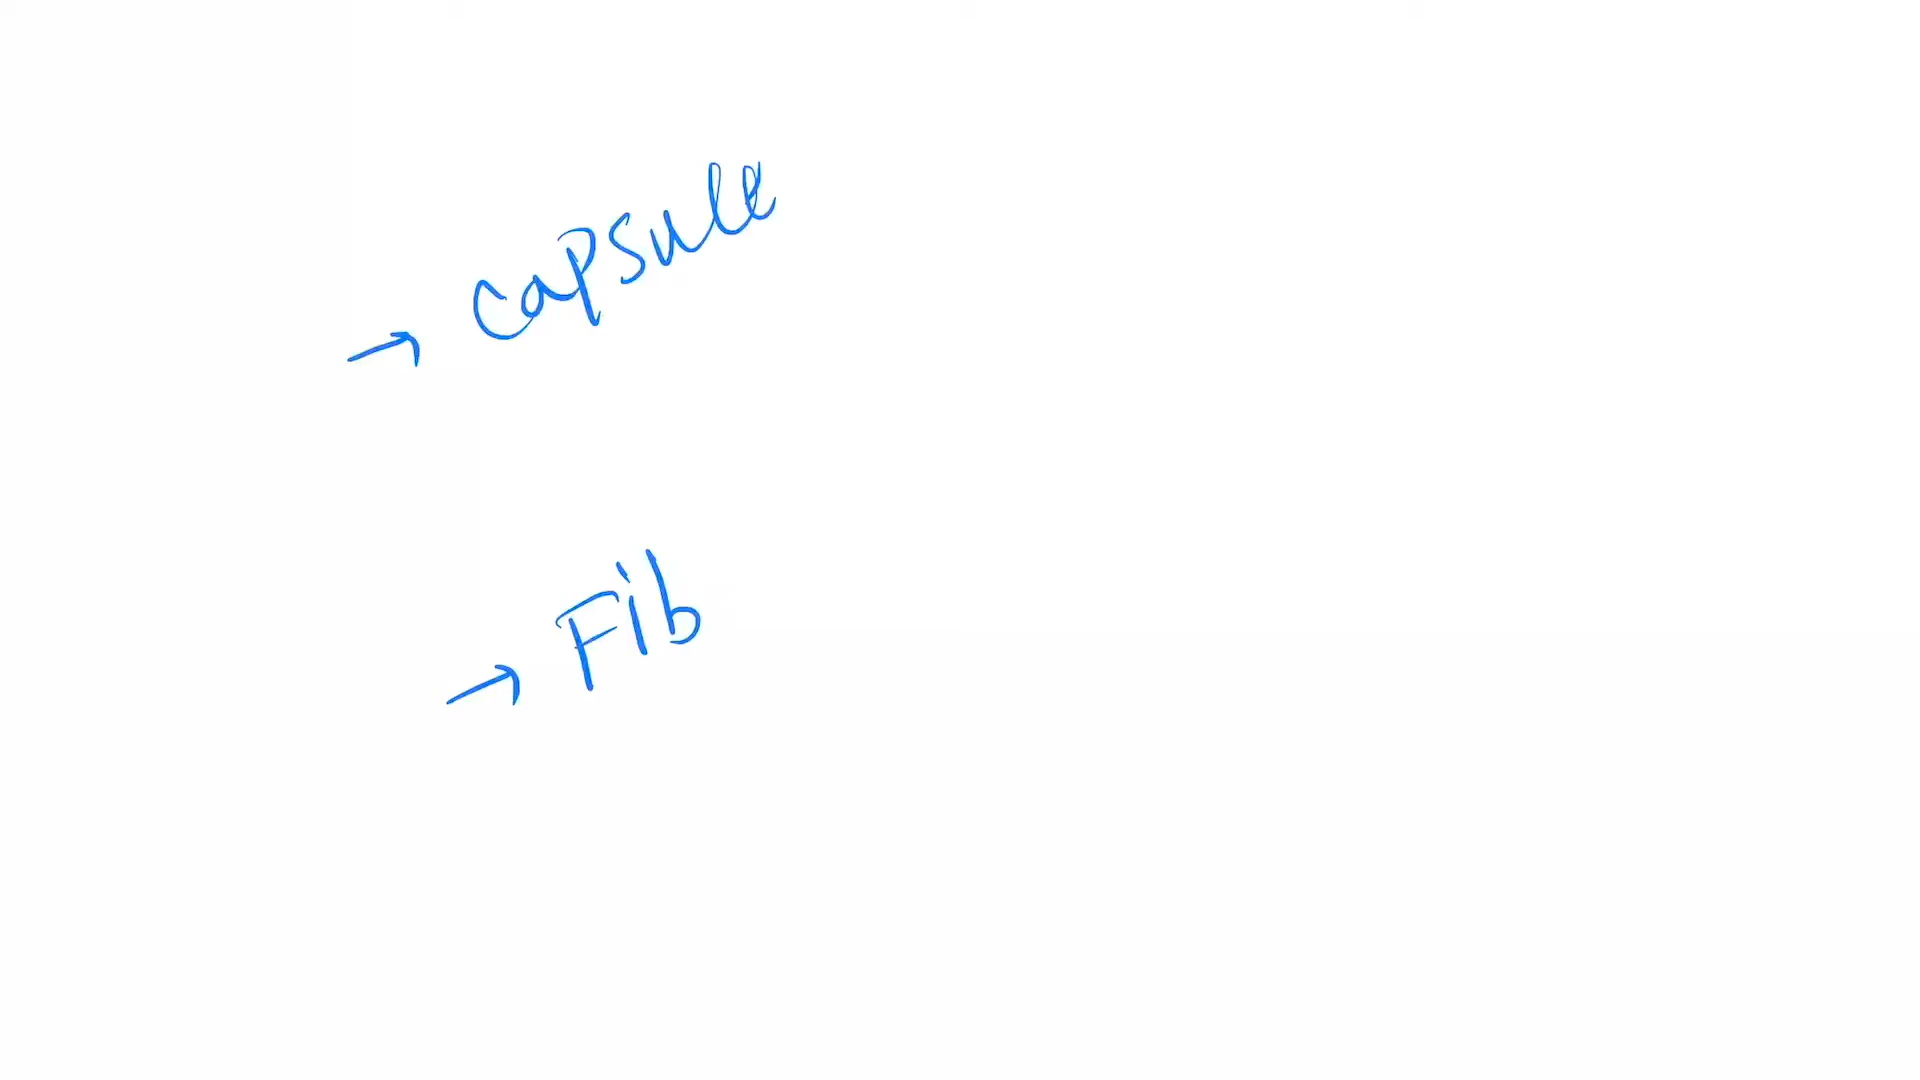 → Capsule
→ Fib